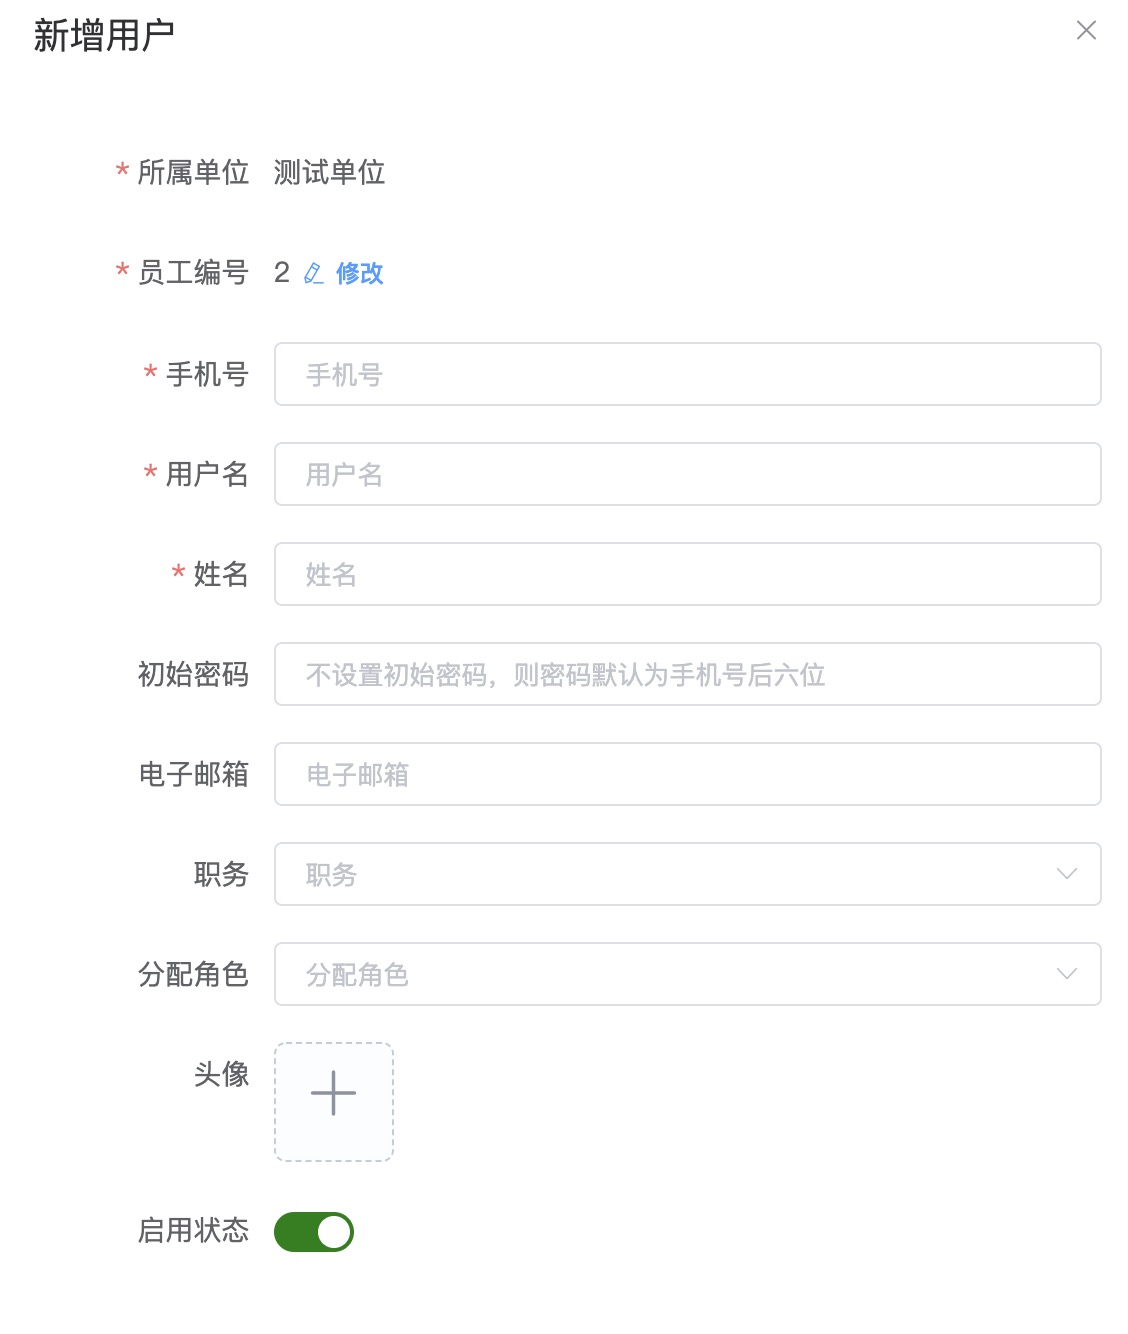 新增用户
* 所属单位 测试单位
* 员工编号 2 修改
* 手机号 手机号
* 用户名 用户名
* 姓名 姓名
初始密码 不设置初始密码，则密码默认为手机号后六位
电子邮箱 电子邮箱
职务 职务
分配角色 分配角色
头像
启用状态